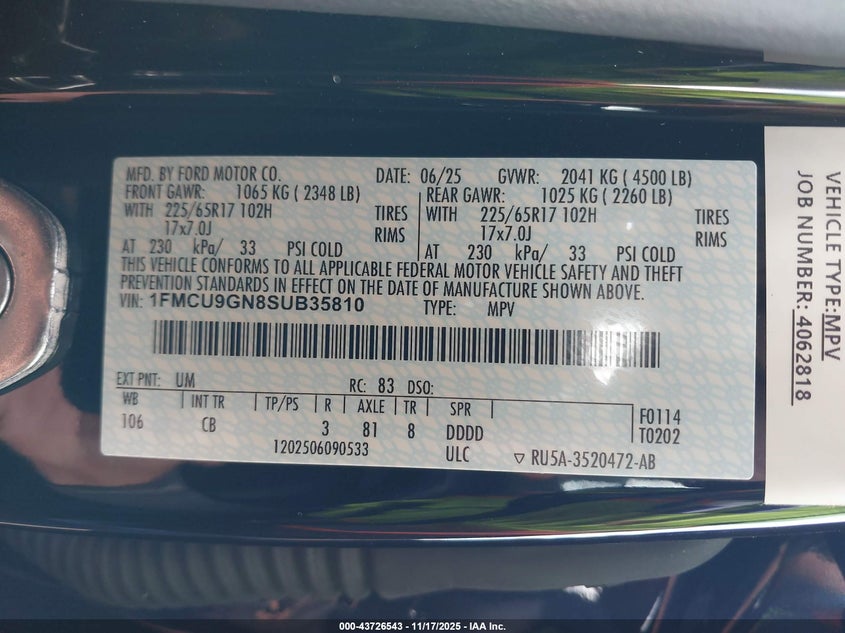 MFD. BY FORD MOTOR CO.
DATE: 06/25
GVWR: 2041 KG ( 4500 LB)
FRONT GAWR: 1065 KG ( 2348 LB)
REAR GAWR: 1025 KG ( 2260 LB)
WITH 225/65R17 102H TIRES
WITH 225/65R17 102H TIRES
17x7.0J RIMS
17x7.0J RIMS
AT 230 kPa/ 33 PSI COLD
AT 230 kPa/ 33 PSI COLD
THIS VEHICLE CONFORMS TO ALL APPLICABLE FEDERAL MOTOR VEHICLE SAFETY AND THEFT
PREVENTION STANDARDS IN EFFECT ON THE DATE OF MANUFACTURE SHOWN ABOVE.
VIN: 1FMCU9GN8SUB35810 TYPE: MPV
EXT PNT: UM RC: 83 DSO:
WB INT TR TP/PS R AXLE TR SPR
106 CB 3 81 8 DDDD
F0114
T0202
1202506090533 ULC ▽ RU5A-3520472-AB
VEHICLE TYPE:MPV
JOB NUMBER: 4062818
000-43726543 - 11/17/2025 - IAA Inc.